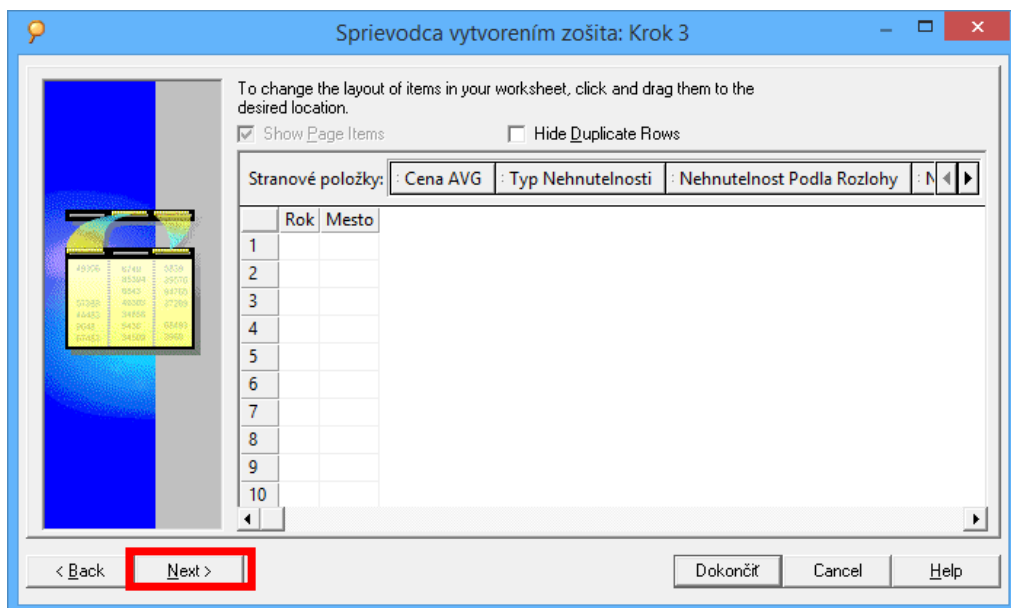 Sprievodca vytvorením zošita: Krok 3
To change the layout of items in your worksheet, click and drag them to the
desired location.
Show Page Items Hide Duplicate Rows
Stranové položky: Cena AVG Typ Nehnutelnosti Nehnutelnost Podla Rozlohy
Rok Mesto
1
2
3
4
5
6
7
8
9
10
< Back Next > Dokončiť Cancel Help